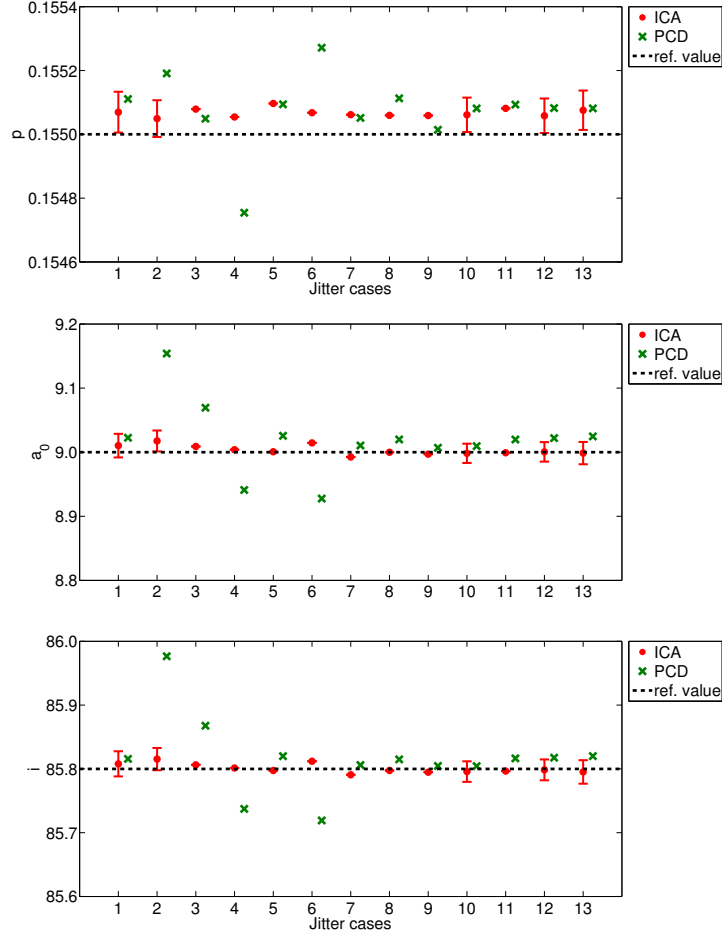 0.1554
0.1552
0.1550
0.1548
0.1546
p
1 2 3 4 5 6 7 8 9 10 11 12 13
Jitter cases
ICA
PCD
ref. value
9.2
9.1
9.0
8.9
8.8
a0
1 2 3 4 5 6 7 8 9 10 11 12 13
ICA
PCD
ref. value
86.0
85.9
85.8
85.7
85.6
i
1 2 3 4 5 6 7 8 9 10 11 12 13
Jitter cases
ICA
PCD
ref. value